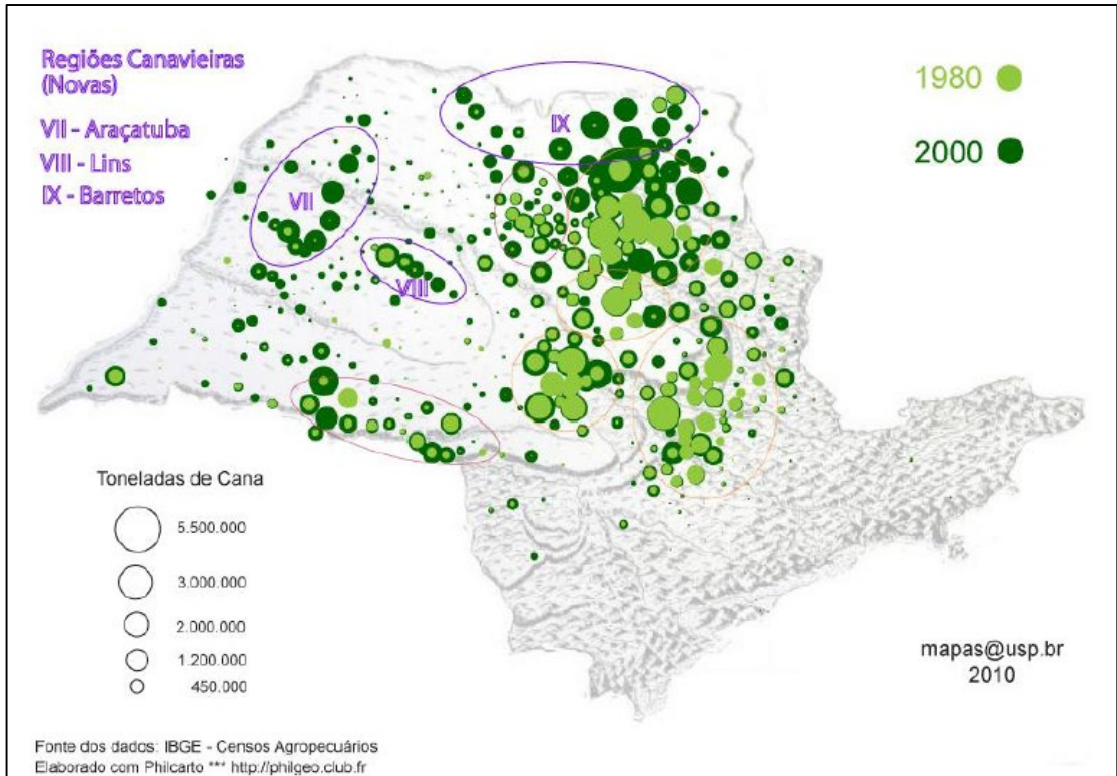 Regiões Canavieiras
(Novas)
VII - Araçatuba
VIII - Lins
IX - Barretos
1980
2000
IX
VII
VIII
Toneladas de Cana
5.500.000
3.000.000
2.000.000
1.200.000
450.000
mapas@usp.br
2010
Fonte dos dados: IBGE - Censos Agropecuários
Elaborado com Philcarto *** http://philgeo.club.fr